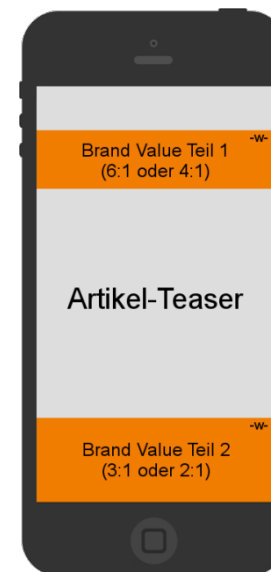 -w-
Brand Value Teil 1
(6:1 oder 4:1)
Artikel-Teaser
-w-
Brand Value Teil 2
(3:1 oder 2:1)